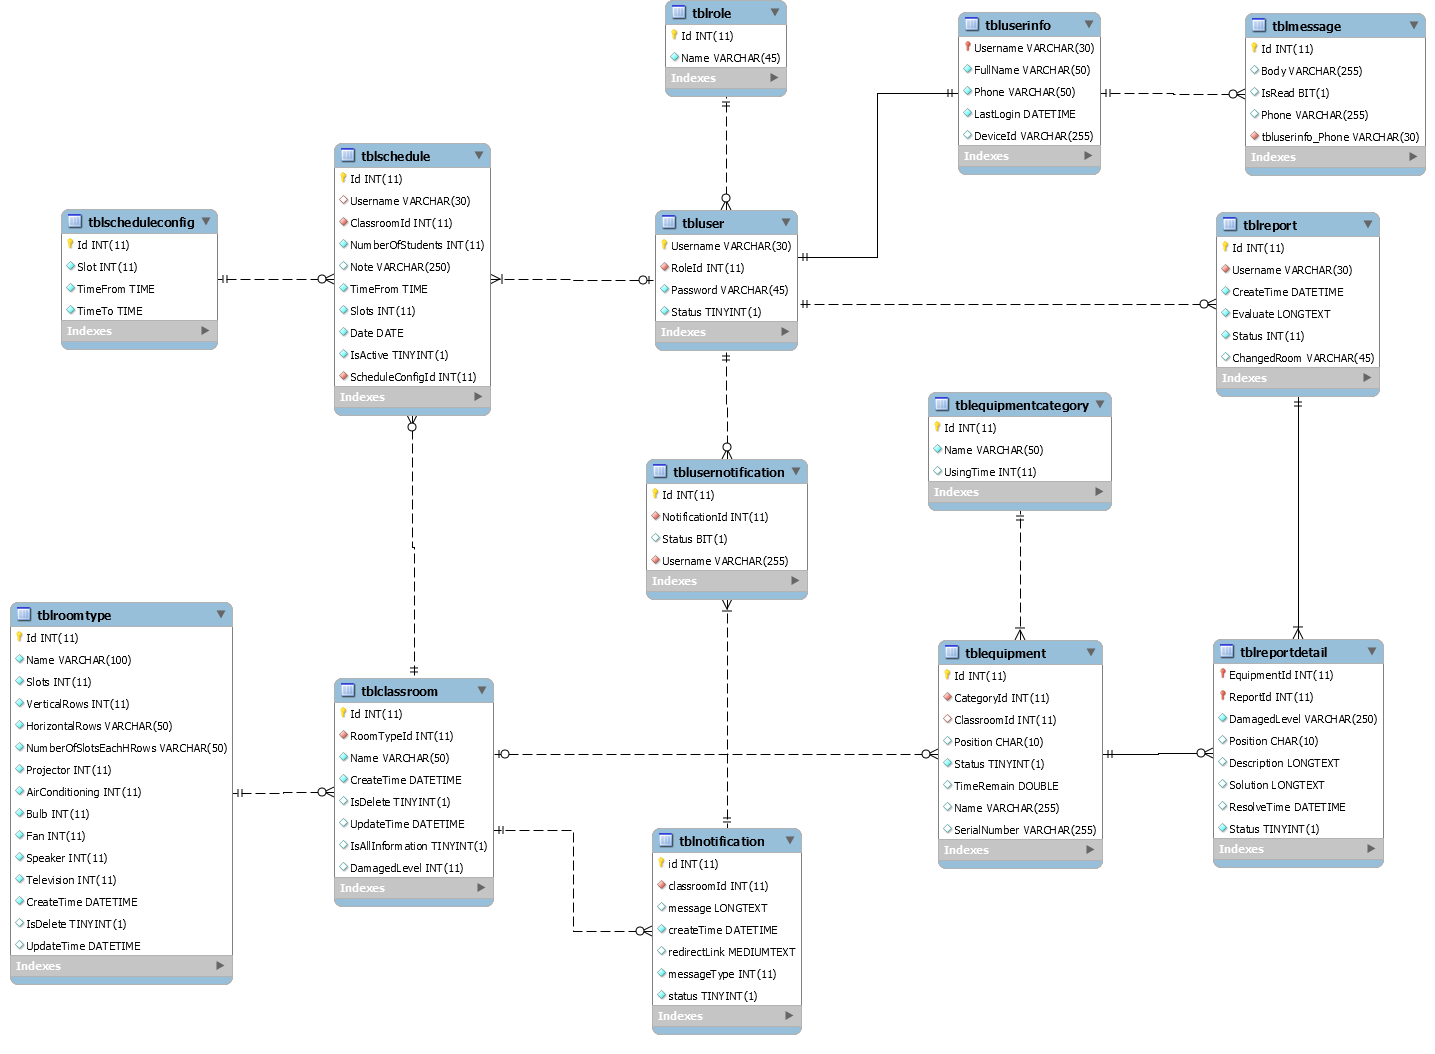 tblrole
Id INT(11)
Name VARCHAR(45)
Indexes
tbluserinfo
Username VARCHAR(30)
FullName VARCHAR(50)
Phone VARCHAR(50)
LastLogin DATETIME
DeviceId VARCHAR(255)
Indexes
tblmessage
Id INT(11)
Body VARCHAR(255)
IsRead BIT(1)
Phone VARCHAR(255)
tbluserinfo_Phone VARCHAR(30)
Indexes
tblschedule
Id INT(11)
Username VARCHAR(30)
ClassroomId INT(11)
NumberOfStudents INT(11)
Note VARCHAR(250)
TimeFrom TIME
Slots INT(11)
Date DATE
IsActive TINYINT(1)
ScheduleConfigId INT(11)
Indexes
tblscheduleconfig
Id INT(11)
Slot INT(11)
TimeFrom TIME
TimeTo TIME
Indexes
tbluser
Username VARCHAR(30)
RoleId INT(11)
Password VARCHAR(45)
Status TINYINT(1)
Indexes
tblreport
Id INT(11)
Username VARCHAR(30)
CreateTime DATETIME
Evaluate LONGTEXT
Status INT(11)
ChangedRoom VARCHAR(45)
Indexes
tblequipmentcategory
Id INT(11)
Name VARCHAR(50)
UsingTime INT(11)
Indexes
tblusernotification
Id INT(11)
NotificationId INT(11)
Status BIT(1)
Username VARCHAR(255)
Indexes
tblroomtype
Id INT(11)
Name VARCHAR(100)
Slots INT(11)
VerticalRows INT(11)
HorizontalRows VARCHAR(50)
NumberOfSlotsEachHRows VARCHAR(50)
Projector INT(11)
AirConditioning INT(11)
Bulb INT(11)
Fan INT(11)
Speaker INT(11)
Television INT(11)
CreateTime DATETIME
IsDelete TINYINT(1)
UpdateTime DATETIME
Indexes
tblclassroom
Id INT(11)
RoomTypeId INT(11)
Name VARCHAR(50)
CreateTime DATETIME
IsDelete TINYINT(1)
UpdateTime DATETIME
IsAllInformation TINYINT(1)
DamagedLevel INT(11)
Indexes
tblequipment
Id INT(11)
CategoryId INT(11)
ClassroomId INT(11)
Position CHAR(10)
Status TINYINT(1)
TimeRemain DOUBLE
Name VARCHAR(255)
SerialNumber VARCHAR(255)
Indexes
tblreportdetail
EquipmentId INT(11)
ReportId INT(11)
DamagedLevel VARCHAR(250)
Position CHAR(10)
Description LONGTEXT
Solution LONGTEXT
ResolveTime DATETIME
Status TINYINT(1)
Indexes
tblnotification
id INT(11)
classroomId INT(11)
message LONGTEXT
createTime DATETIME
redirectLink MEDIUMTEXT
messageType INT(11)
status TINYINT(1)
Indexes